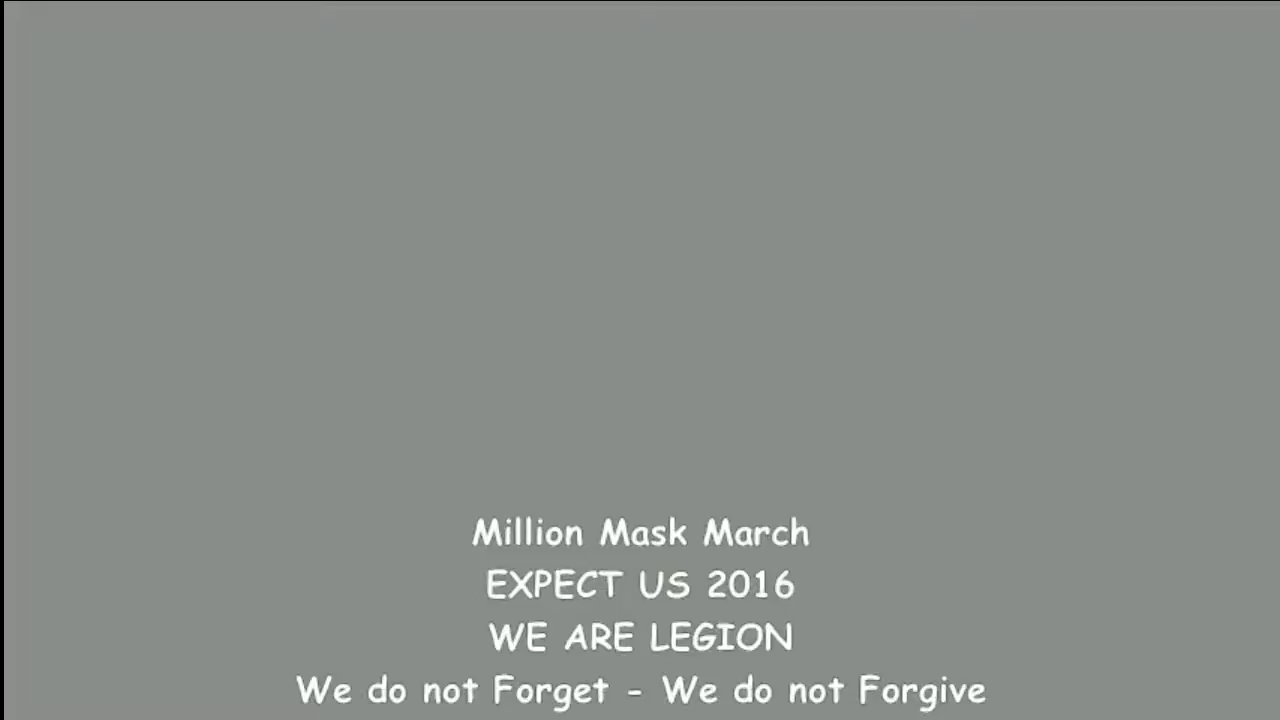 Million Mask March
EXPECT US 2016
WE ARE LEGION
We do not Forget - We do not Forgive